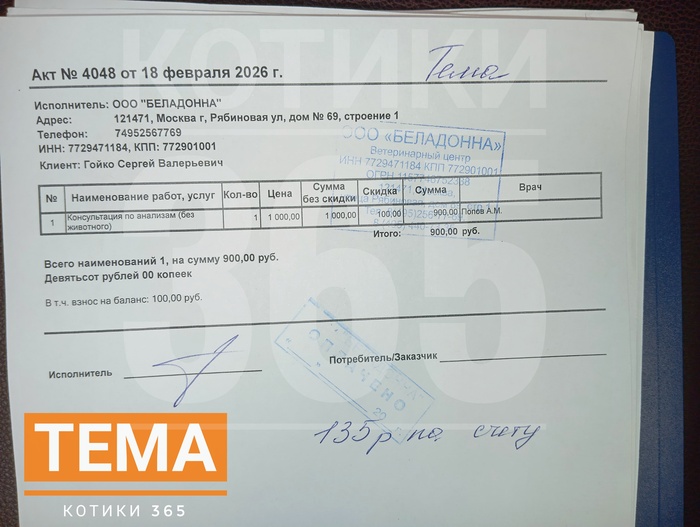 КОТИКИ
365
Тема
Акт № 4048 от 18 февраля 2026 г.
Исполнитель: ООО "БЕЛАДОННА"
Адрес: 121471, Москва г, Рябиновая ул, дом № 69, строение 1
Телефон: 74952567769
ИНН: 7729471184, КПП: 772901001
Клиент: Гойко Сергей Валерьевич
ООО «БЕЛАДОННА»
Ветеринарный центр
ИНН 7729471184 КПП 772901001
№ Наименование работ, услуг Кол-во Цена Сумма без скидки Скидка Сумма Врач
1 Консультация по анализам (без животного) 1 1 000,00 1 000,00 100,00 900,00 Попов А.М.
Итого: 900,00 руб.
Всего наименований 1, на сумму 900,00 руб.
Девятьсот рублей 00 копеек
В т.ч. взнос на баланс: 100,00 руб.
Исполнитель
Потребитель/Заказчик
ОПЛАЧЕНО
135р по счету
ТЕМА
КОТИКИ 365